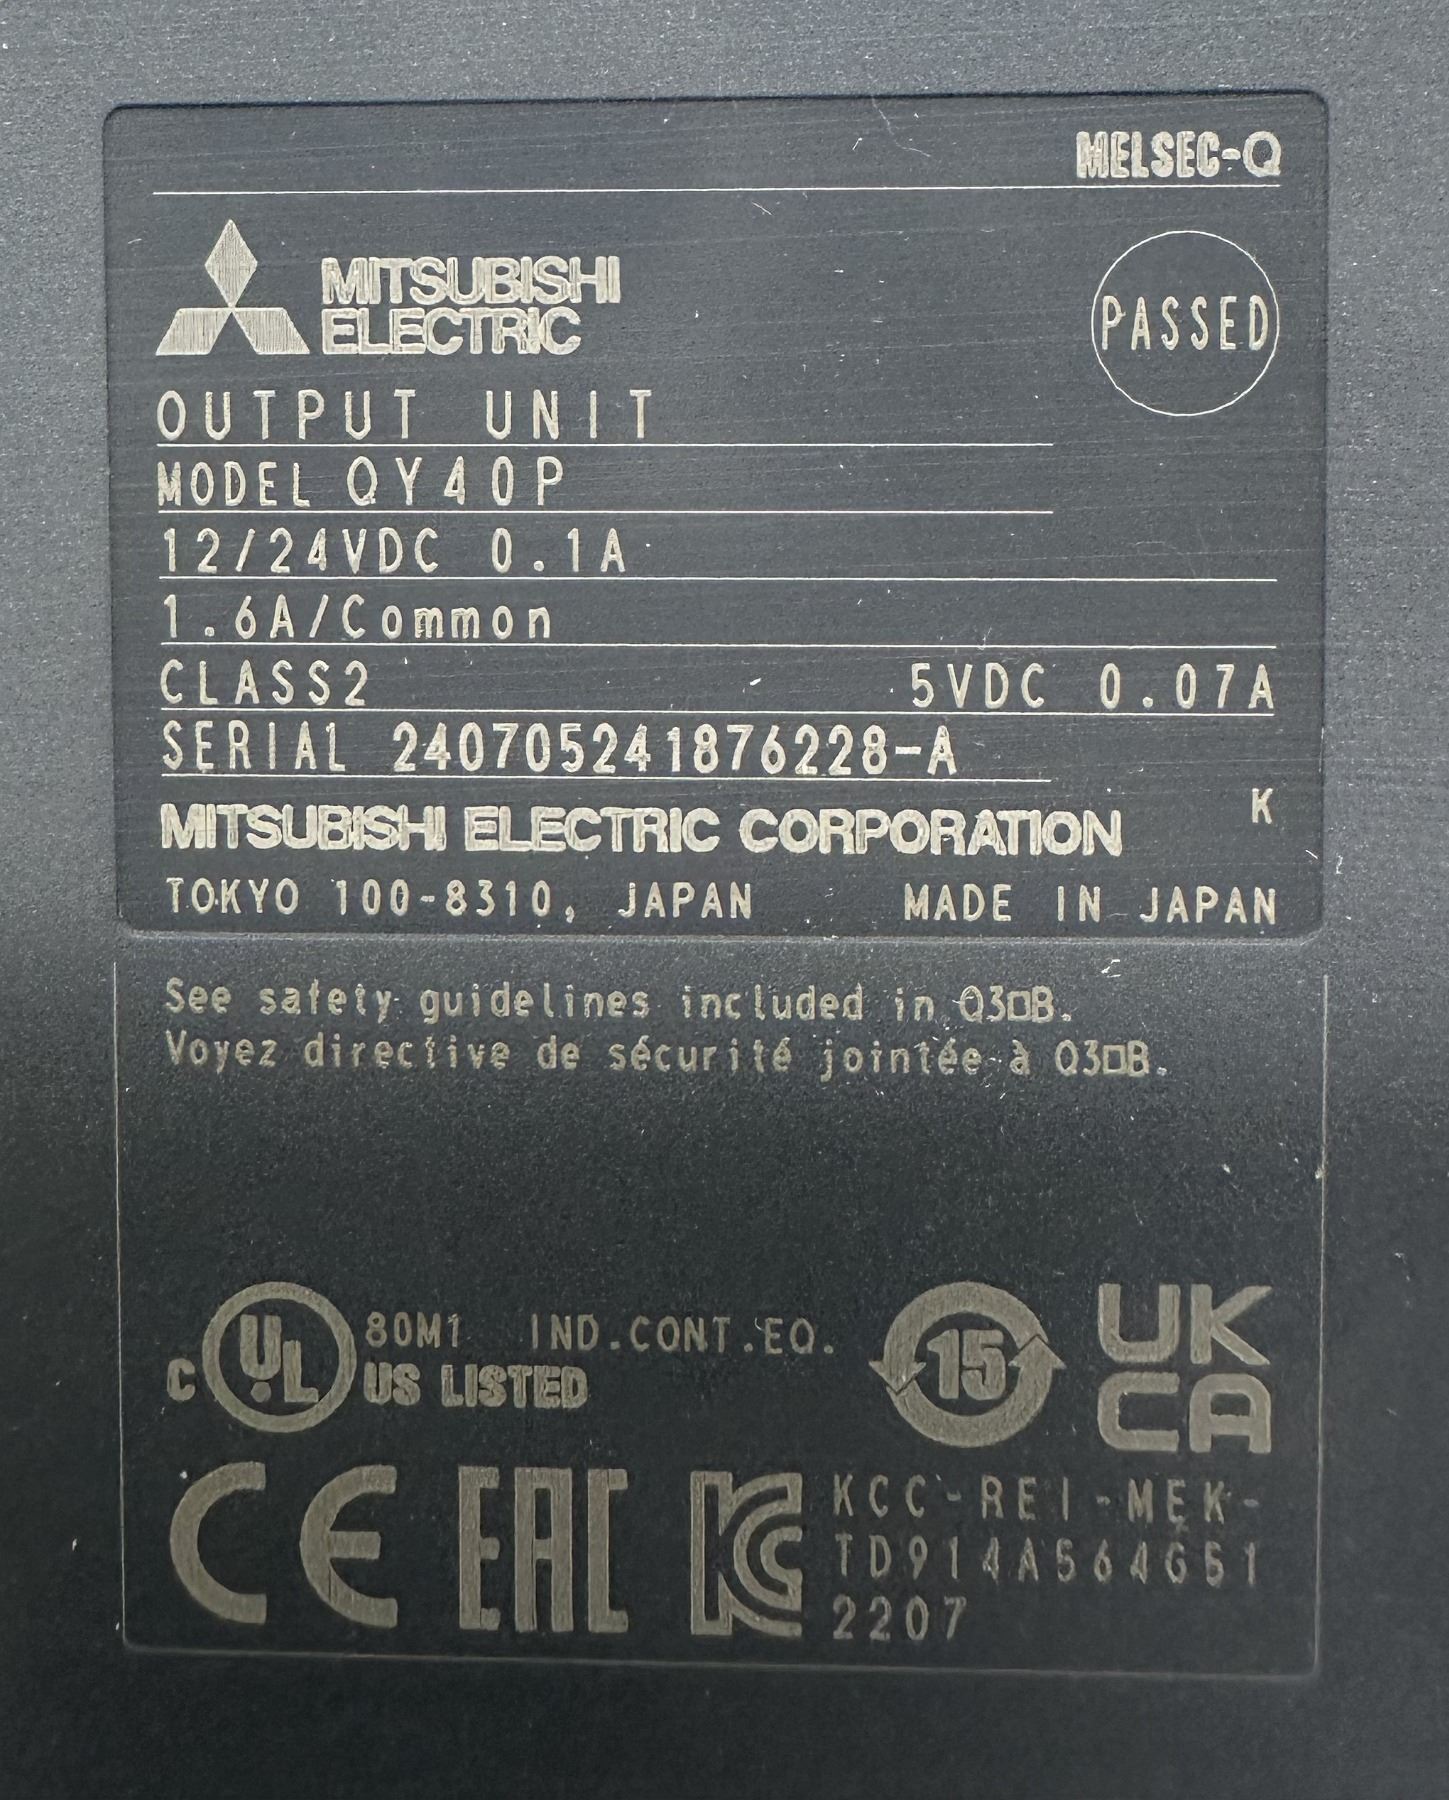 MELSEC-Q
MITSUBISHI
ELECTRIC
PASSED
OUTPUT UNIT
MODEL QY40P
12/24VDC 0.1A
1.6A/Common
CLASS2 5VDC 0.07A
SERIAL 240705241876228-A
K
MITSUBISHI ELECTRIC CORPORATION
TOKYO 100-8310, JAPAN MADE IN JAPAN
See safety guidelines included in Q3□B.
Voyez directive de sécurité jointée à Q3□B.
C UL 80M1 IND.CONT.EQ.
US LISTED
15
UK
CA
CE EAC KC
KCC-REI-MEK-
TD914A564G51
2207